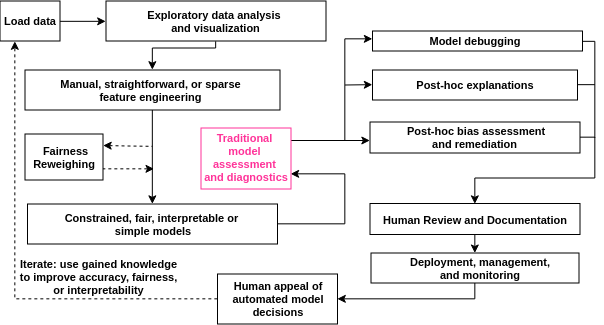 Load data
Exploratory data analysis
and visualization
Manual, straightforward, or sparse
feature engineering
Fairness
Reweighing
Constrained, fair, interpretable or
simple models
Traditional
model
assessment
and diagnostics
Model debugging
Post-hoc explanations
Post-hoc bias assessment
and remediation
Human Review and Documentation
Deployment, management,
and monitoring
Human appeal of
automated model
decisions
Iterate: use gained knowledge
to improve accuracy, fairness,
or interpretability